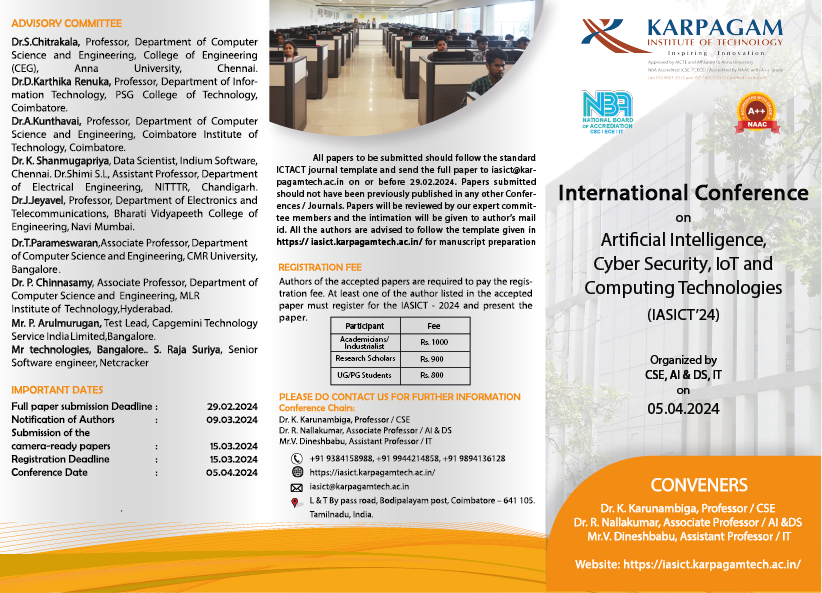 ADVISORY COMMITTEE
Dr.S.Chitrakala, Professor, Department of Computer
Science and Engineering, College of Engineering
(CEG), Anna University, Chennai.
Dr.D.Karthika Renuka, Professor, Department of Infor-
mation Technology, PSG College of Technology,
Coimbatore.
Dr.A.Kunthavai, Professor, Department of Computer
Science and Engineering, Coimbatore Institute of
Technology, Coimbatore.
Dr. K. Shanmugapriya, Data Scientist, Indium Software,
Chennai. Dr.Shimi S.L, Assistant Professor, Department
of Electrical Engineering, NITTTR, Chandigarh.
Dr.J.Jeyavel, Professor, Department of Electronics and
Telecommunications, Bharati Vidyapeeth College of
Engineering, Navi Mumbai.
Dr.T.Parameswaran,Associate Professor, Department
of Computer Science and Engineering, CMR University,
Bangalore.
Dr. P. Chinnasamy, Associate Professor, Department of
Computer Science and Engineering, MLR
Institute of Technology,Hyderabad.
Mr. P. Arulmurugan, Test Lead, Capgemini Technology
Service India Limited,Bangalore.
Mr technologies, Bangalore.. S. Raja Suriya, Senior
Software engineer, Netcracker
IMPORTANT DATES
Full paper submission Deadline : 29.02.2024
Notification of Authors : 09.03.2024
Submission of the
camera-ready papers : 15.03.2024
Registration Deadline : 15.03.2024
Conference Date : 05.04.2024
All papers to be submitted should follow the standard
ICTACT journal template and send the full paper to iasict@kar-
pagamtech.ac.in on or before 29.02.2024. Papers submitted
should not have been previously published in any other Confer-
ences / Journals. Papers will be reviewed by our expert commit-
tee members and the intimation will be given to author's mail
id. All the authors are advised to follow the template given in
https:// iasict.karpagamtech.ac.in/ for manuscript preparation
REGISTRATION FEE
Authors of the accepted papers are required to pay the regis-
tration fee. At least one of the author listed in the accepted
paper must register for the IASICT - 2024 and present the
paper.
Participant Fee
Academicians/
Industrialist Rs. 1000
Research Scholars Rs. 900
UG/PG Students Rs. 800
PLEASE DO CONTACT US FOR FURTHER INFORMATION
Conference Chairs:
Dr. K. Karunambiga, Professor / CSE
Dr. R. Nallakumar, Associate Professor / AI & DS
Mr.V. Dineshbabu, Assistant Professor / IT
+91 9384158988, +91 9944214858, +91 9894136128
https://iasict.karpagamtech.ac.in/
iasict@karpagamtech.ac.in
L & T By pass road, Bodipalayam post, Coimbatore – 641 105.
Tamilnadu, India.
KARPAGAM
INSTITUTE OF TECHNOLOGY
Inspiring Innovation
Approved by AICTE and Affiliated to Anna University
NBA
NATIONAL BOARD
OF ACCREDITATION
CSE | ECE | IT
A++
NAAC
International Conference
on
Artificial Intelligence,
Cyber Security, IoT and
Computing Technologies
(IASICT'24)
Organized by
CSE, AI & DS, IT
on
05.04.2024
CONVENERS
Dr. K. Karunambiga, Professor / CSE
Dr. R. Nallakumar, Associate Professor / AI &DS
Mr.V. Dineshbabu, Assistant Professor / IT
Website: https://iasict.karpagamtech.ac.in/